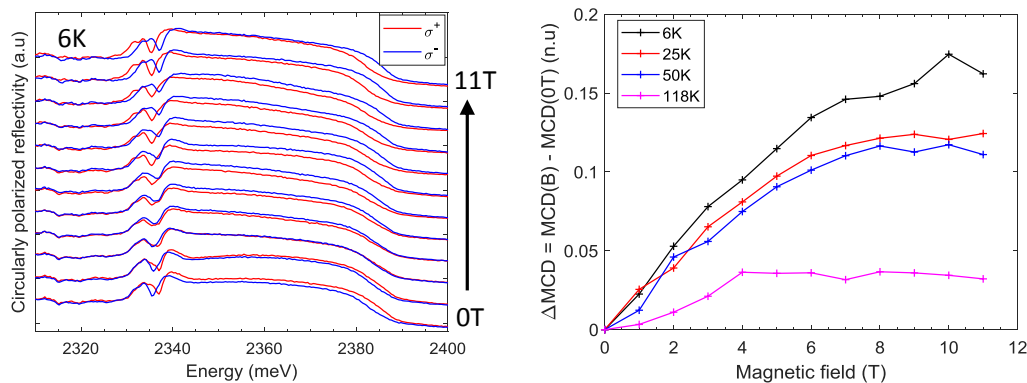 6K
σ+
σ-
11T
0T
Circularly polarized reflectivity (a.u)
2320 2340 2360 2380 2400
Energy (meV)
6K
25K
50K
118K
ΔMCD = MCD(B) - MCD(0T) (n.u)
0.2
0.15
0.1
0.05
0
0 2 4 6 8 10 12
Magnetic field (T)